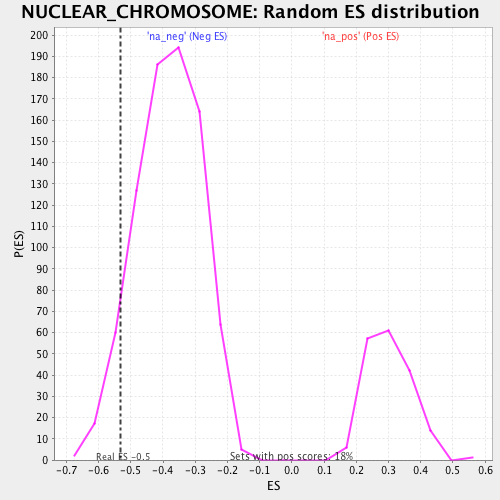 NUCLEAR_CHROMOSOME: Random ES distribution
'na_neg' (Neg ES)
'na_pos' (Pos ES)
200
190
180
170
160
150
140
130
120
110
100
90
80
70
60
50
40
30
20
10
0
P(ES)
Real ES -0.5
Sets with pos scores: 18%
-0.7 -0.6 -0.5 -0.4 -0.3 -0.2 -0.1 0.0 0.1 0.2 0.3 0.4 0.5 0.6
ES